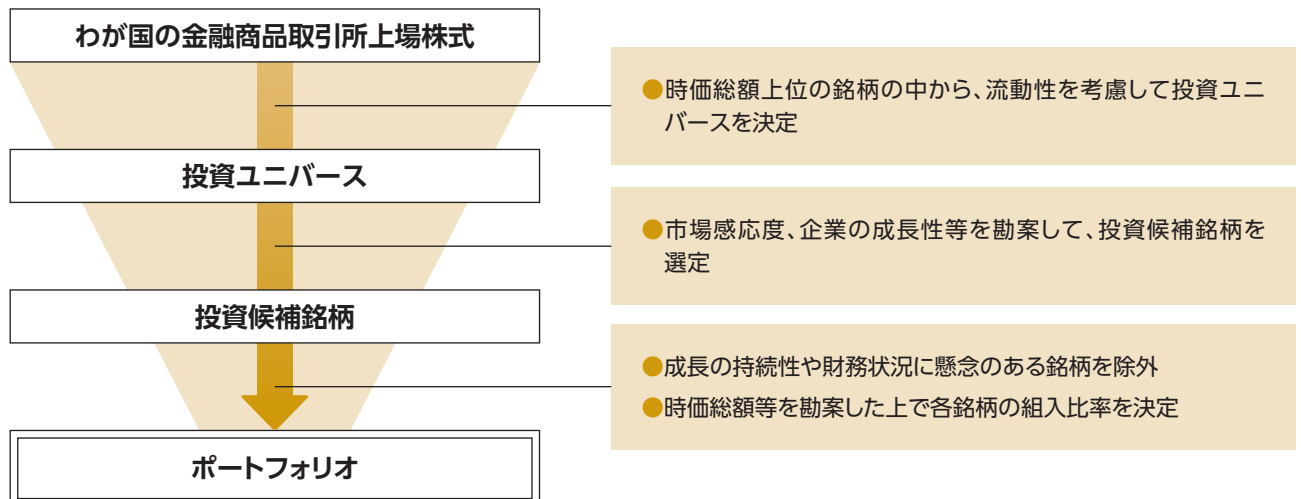 わが国の金融商品取引所上場株式
●時価総額上位の銘柄の中から、流動性を考慮して投資ユニ
バースを決定
投資ユニバース
●市場感応度、企業の成長性等を勘案して、投資候補銘柄を
選定
投資候補銘柄
●成長の持続性や財務状況に懸念のある銘柄を除外
●時価総額等を勘案した上で各銘柄の組入比率を決定
ポートフォリオ